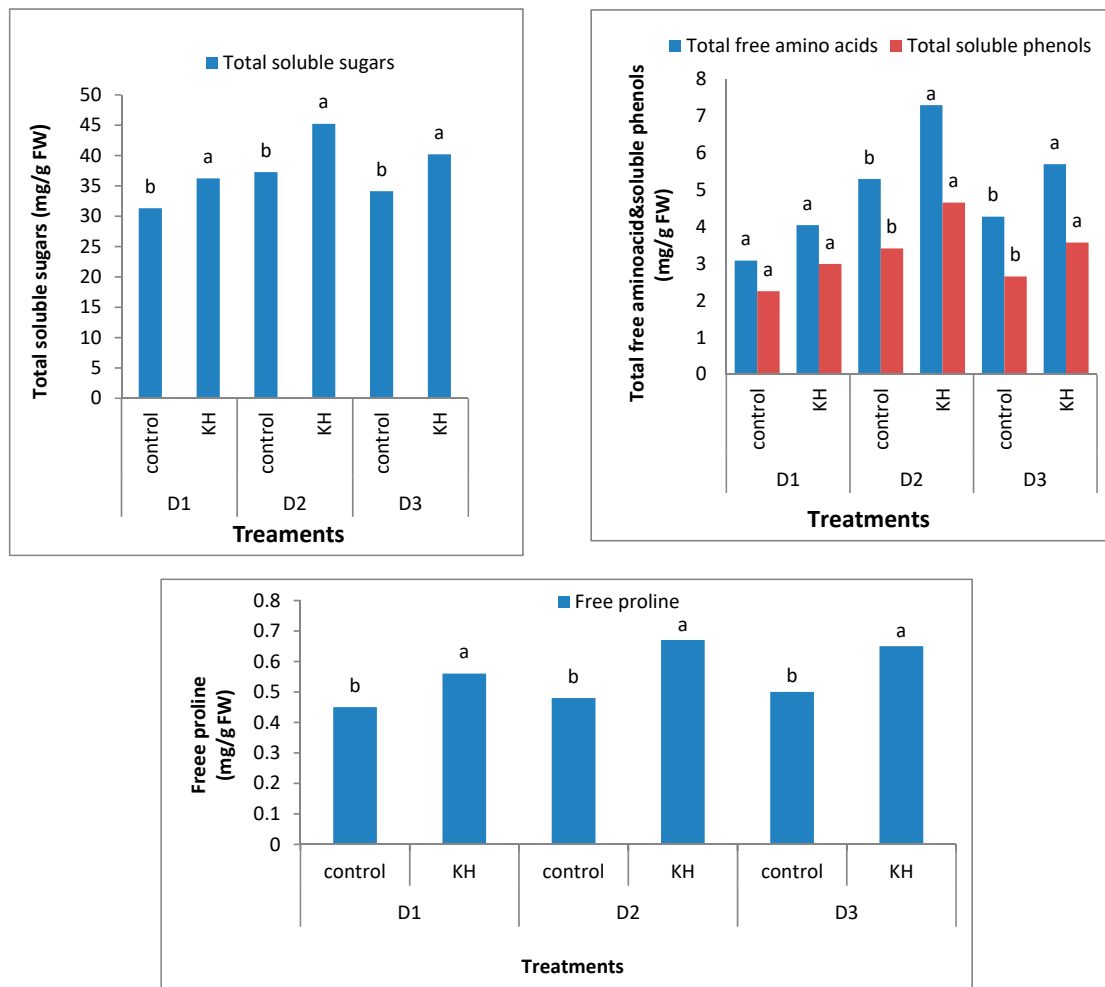 Total soluble sugars
Total soluble sugars (mg/g FW)
50
45
40
35
30
25
20
15
10
5
0
b
a
b
a
b
a
control
KH
control
KH
control
KH
D1
D2
D3
Treaments
Total free amino acids
Total soluble phenols
Total free aminoacid&soluble phenols
(mg/g FW)
8
7
6
5
4
3
2
1
0
a
a
a
a
b
b
a
a
b
b
a
a
control
KH
control
KH
control
KH
D1
D2
D3
Treatments
Free proline
Freee proline
(mg/g FW)
0.8
0.7
0.6
0.5
0.4
0.3
0.2
0.1
0
b
a
b
a
b
a
control
KH
control
KH
control
KH
D1
D2
D3
Treatments